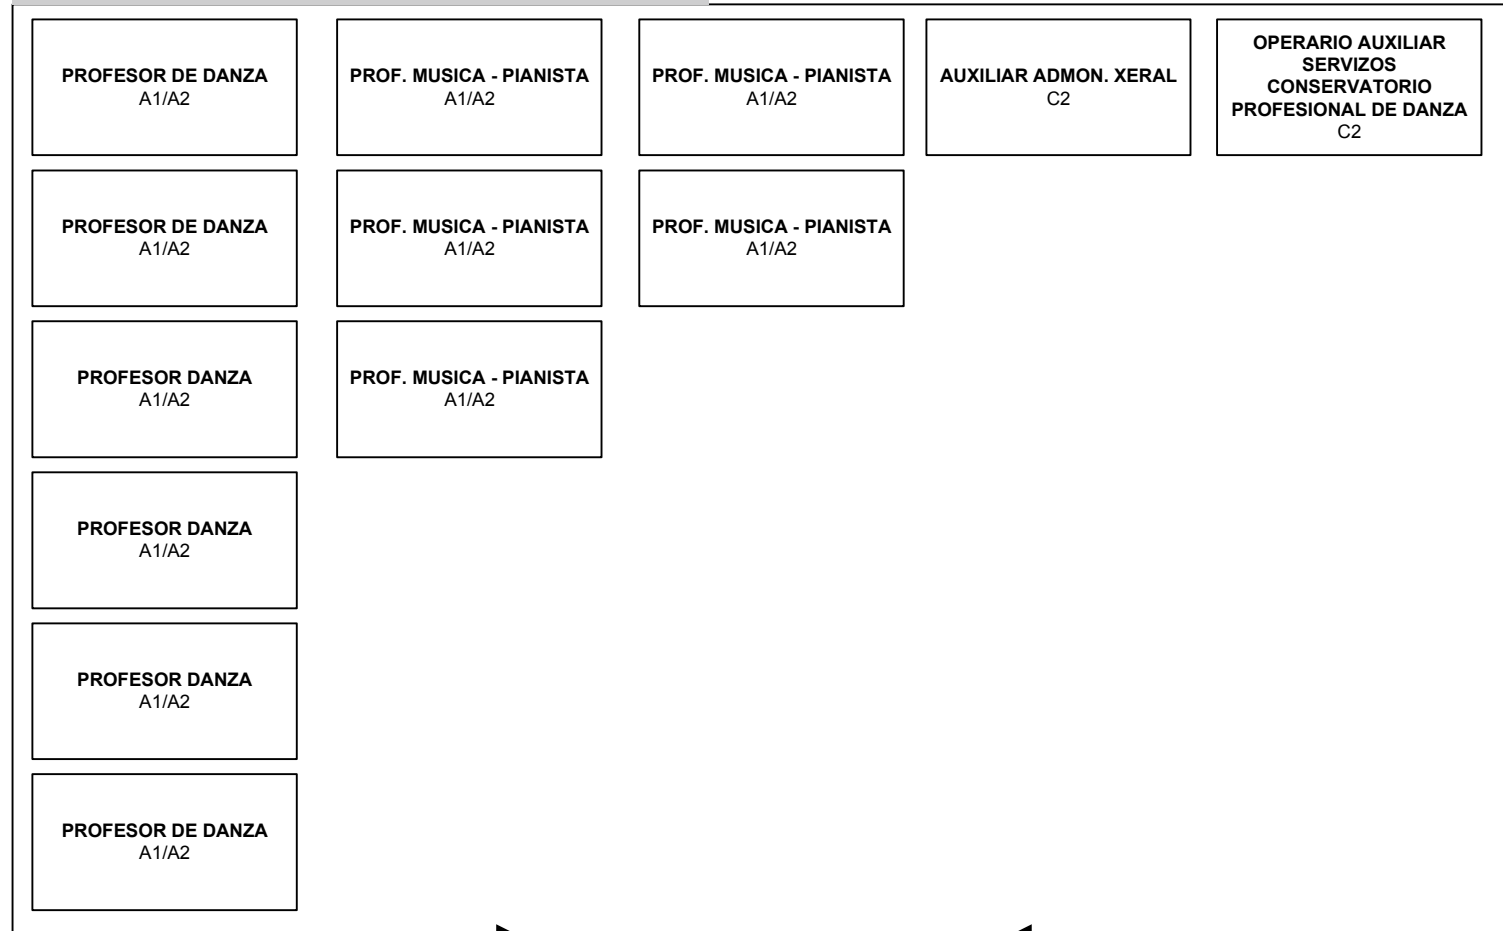 PROFESOR DE DANZA
A1/A2
PROF. MUSICA - PIANISTA
A1/A2
PROF. MUSICA - PIANISTA
A1/A2
AUXILIAR ADMON. XERAL
C2
OPERARIO AUXILIAR
SERVIZOS
CONSERVATORIO
PROFESIONAL DE DANZA
C2
PROFESOR DE DANZA
A1/A2
PROF. MUSICA - PIANISTA
A1/A2
PROF. MUSICA - PIANISTA
A1/A2
PROFESOR DANZA
A1/A2
PROF. MUSICA - PIANISTA
A1/A2
PROFESOR DANZA
A1/A2
PROFESOR DANZA
A1/A2
PROFESOR DE DANZA
A1/A2